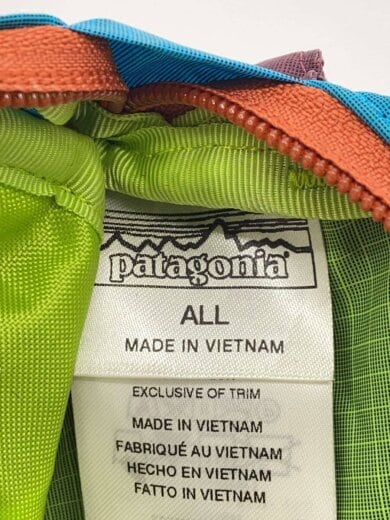 patagonia
ALL
MADE IN VIETNAM
EXCLUSIVE OF TRIM
MADE IN VIETNAM
FABRIQUÉ AU VIETNAM
HECHO EN VIETNAM
FATTO IN VIETNAM